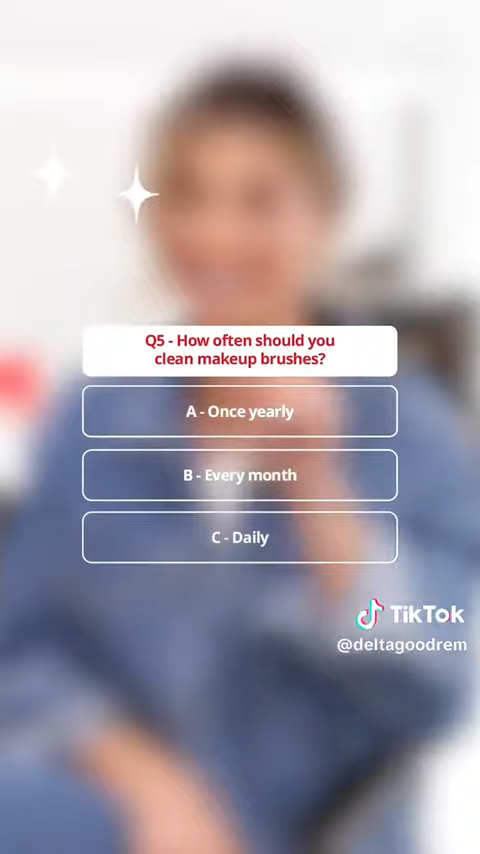 Q5 - How often should you
clean makeup brushes?
A - Once yearly
B - Every month
C - Daily
TikTok
@deltagoodrem